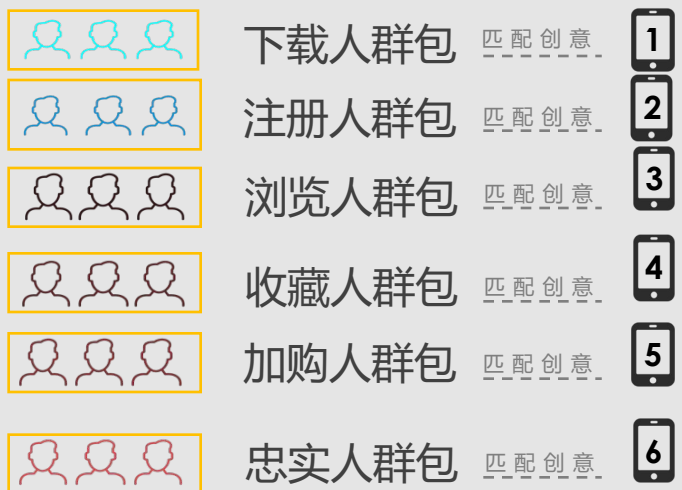 下载人群包 匹配创意 1
注册人群包 匹配创意 2
浏览人群包 匹配创意 3
收藏人群包 匹配创意 4
加购人群包 匹配创意 5
忠实人群包 匹配创意 6